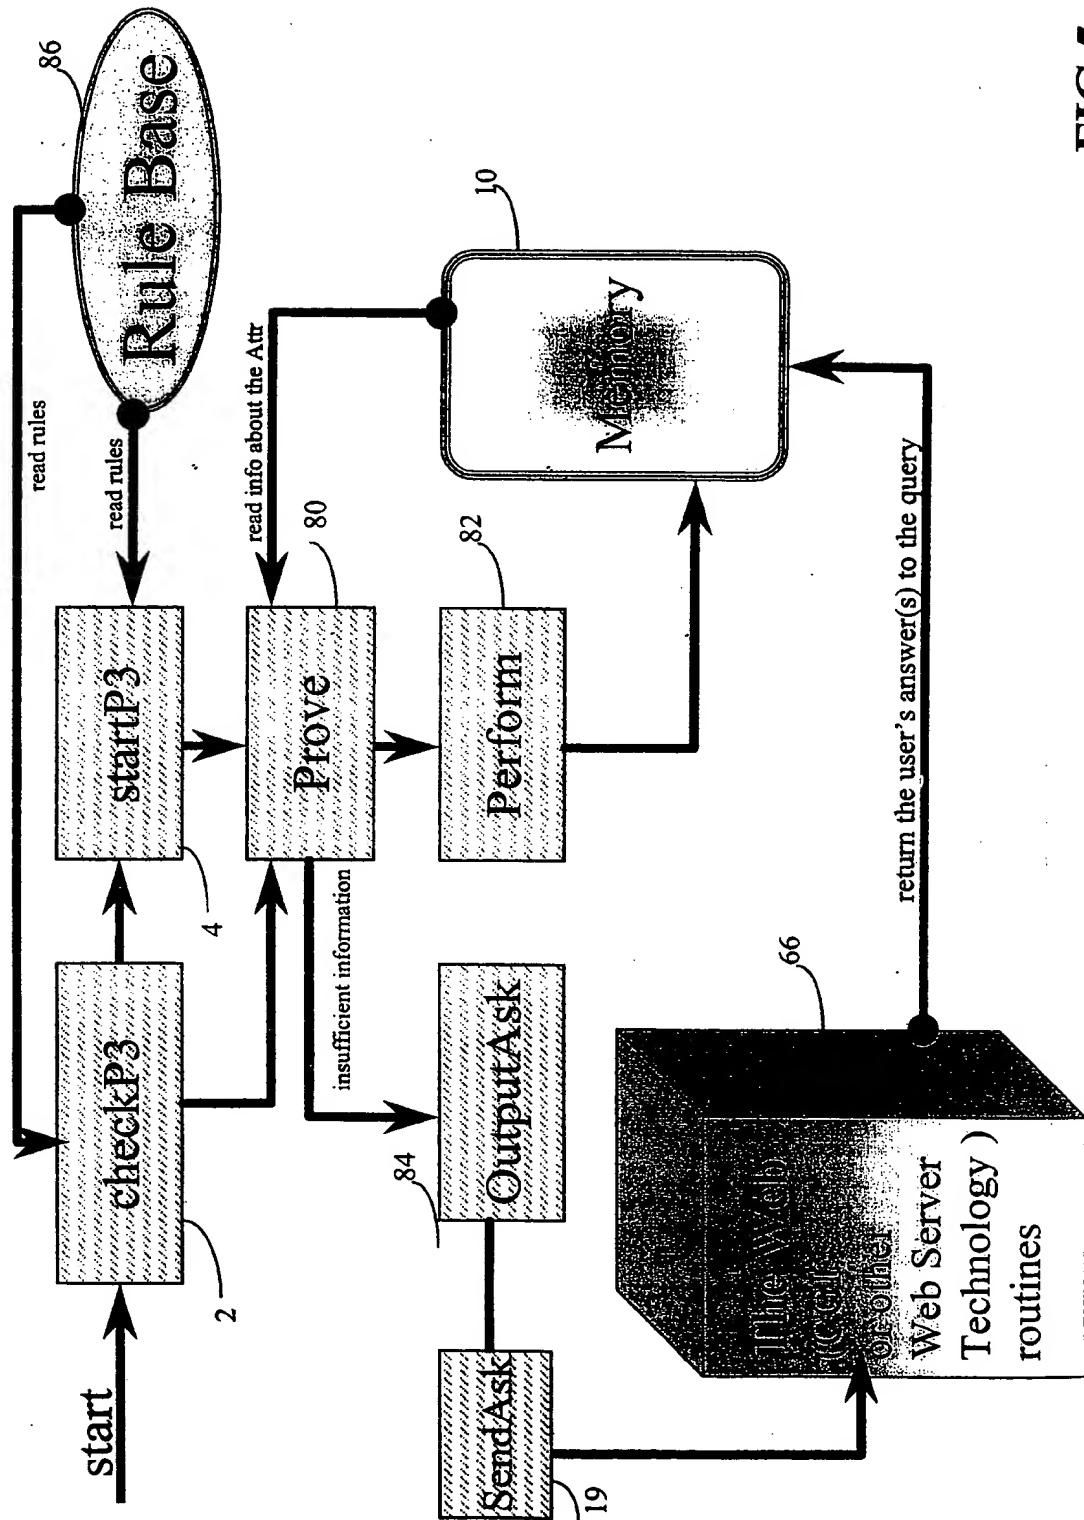 start
checkP3
2
startP3
4
read rules
read rules
Rule Base
86
Prove
80
read info about the Attr
insufficient information
Perform
82
Memory
10
OutputAsk
84
SendAsk
19
The Web
(CGI
or other
Web Server
Technology )
routines
66
return the user's answer(s) to the query